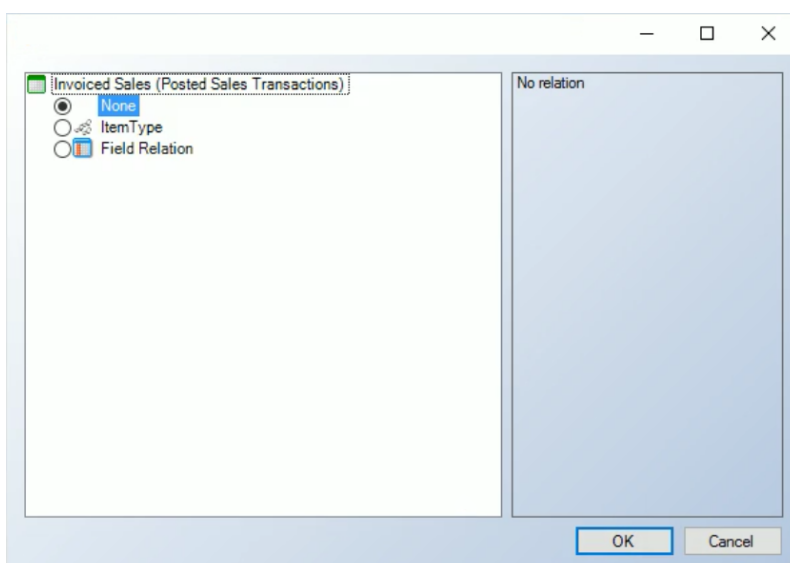 Invoiced Sales (Posted Sales Transactions)
None
ItemType
Field Relation
No relation
OK
Cancel